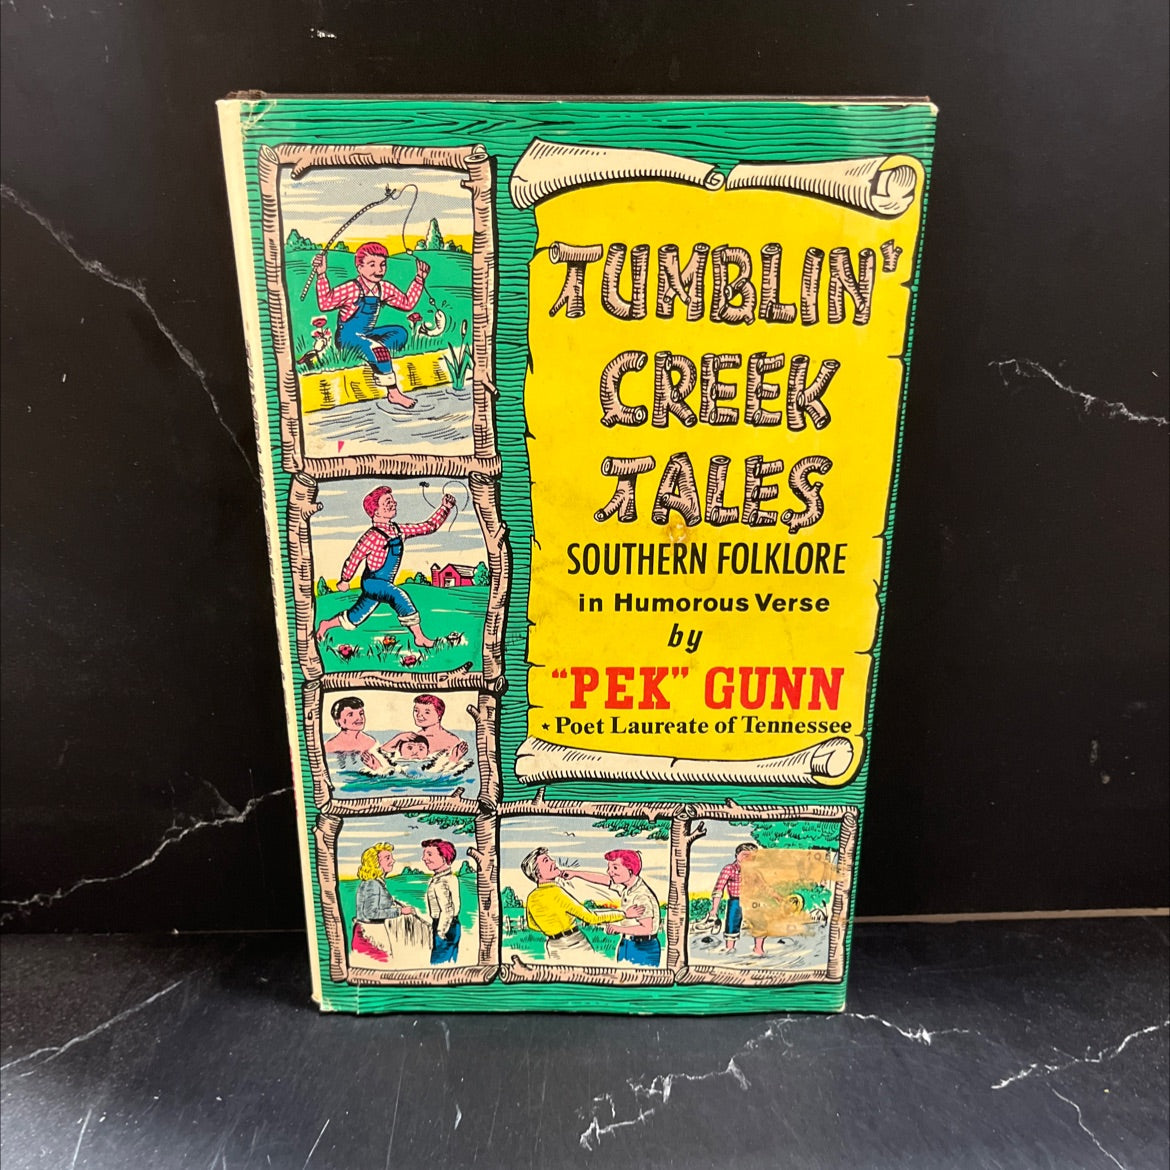 TUMBLIN'
CREEK
TALES
SOUTHERN FOLKLORE
in Humorous Verse
by
"PEK" GUNN
★ Poet Laureate of Tennessee